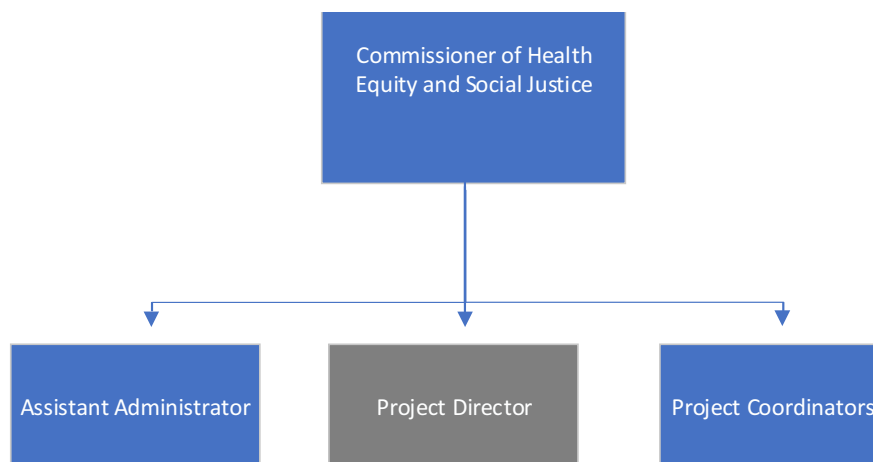 Commissioner of Health
Equity and Social Justice
Assistant Administrator
Project Director
Project Coordinators